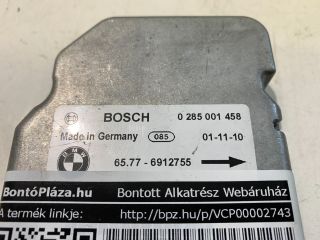 BOSCH 0 285 001 458
Made in Germany 085 01-11-10
BMW
65.77 - 6912755
BontóPláza.hu Bontott Alkatrész Webáruház
A termék linkje: http://bpz.hu/p/VCP00002743